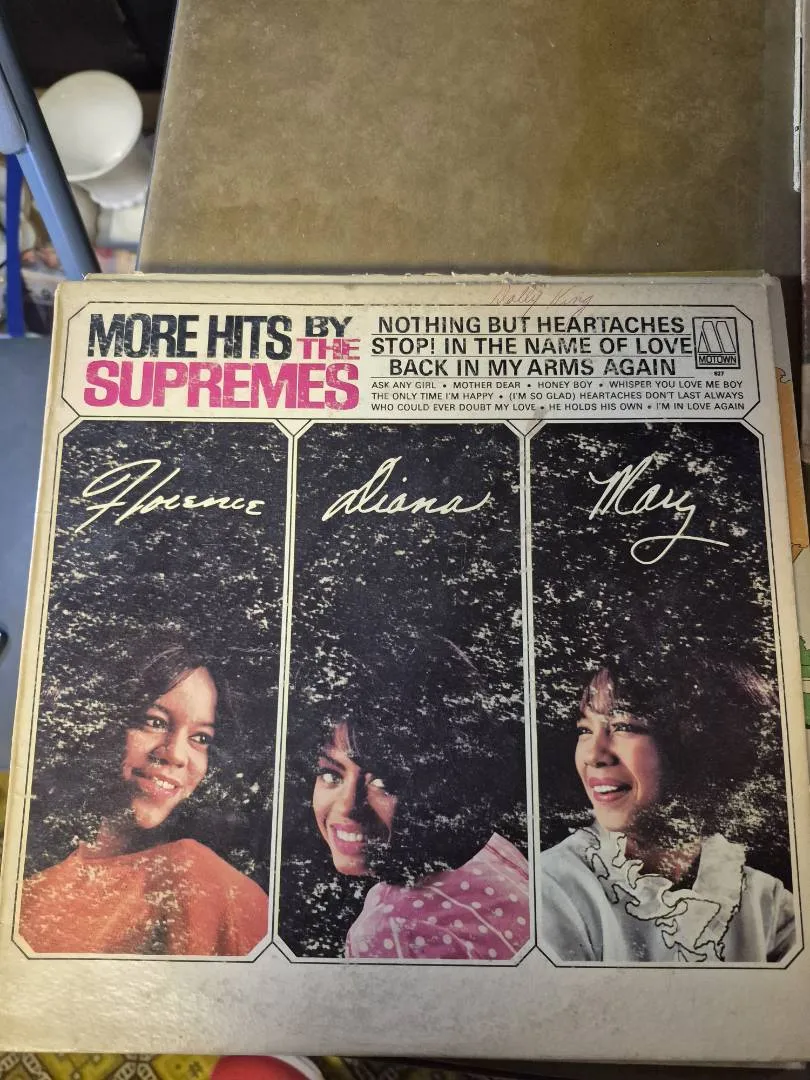 Dolly King
MORE HITS BY THE
SUPREMES
NOTHING BUT HEARTACHES
STOP! IN THE NAME OF LOVE
BACK IN MY ARMS AGAIN
ASK ANY GIRL • MOTHER DEAR • HONEY BOY • WHISPER YOU LOVE ME BOY
THE ONLY TIME I'M HAPPY • (I'M SO GLAD) HEARTACHES DON'T LAST ALWAYS
WHO COULD EVER DOUBT MY LOVE • HE HOLDS HIS OWN • I'M IN LOVE AGAIN
M
MOTOWN
627
Florence
Diana
Mary